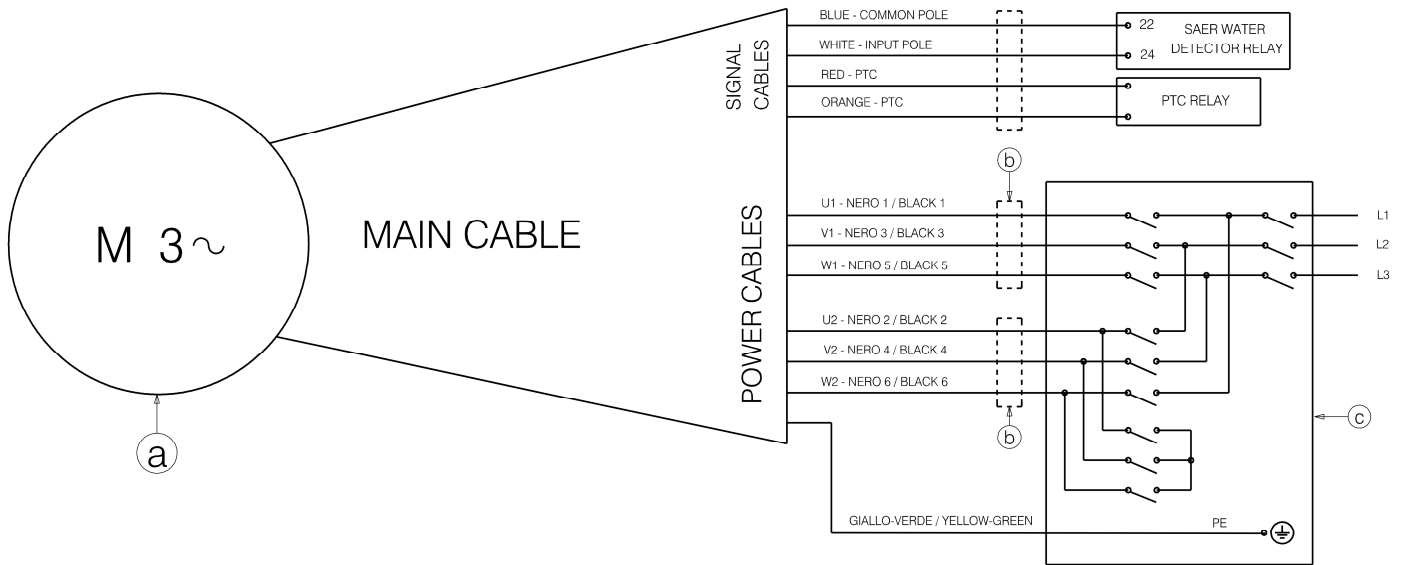 BLUE - COMMON POLE
WHITE - INPUT POLE
RED - PTC
ORANGE - PTC
SIGNAL
CABLES
22
24
SAER WATER
DETECTOR RELAY
PTC RELAY
M 3~
MAIN CABLE
POWER CABLES
b
U1 - NERO 1 / BLACK 1
V1 - NERO 3 / BLACK 3
W1 - NERO 5 / BLACK 5
L1
L2
L3
U2 - NERO 2 / BLACK 2
V2 - NERO 4 / BLACK 4
W2 - NERO 6 / BLACK 6
b
c
a
GIALLO-VERDE / YELLOW-GREEN
PE